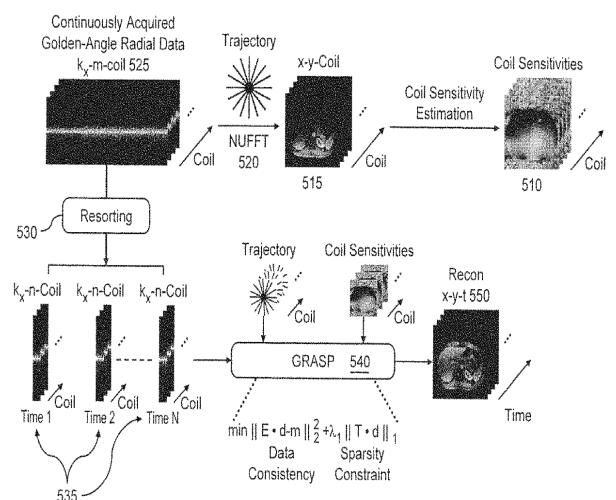 Continuously Acquired
Golden-Angle Radial Data
kx-m-coil 525
Coil
Trajectory
NUFFT
520
x-y-Coil
Coil
515
Coil Sensitivity
Estimation
Coil Sensitivities
Coil
510
530
Resorting
kx-n-Coil kx-n-Coil kx-n-Coil
Coil Coil Coil
Time 1 Time 2 Time N
535
Trajectory
Coil
Coil Sensitivities
Coil
GRASP 540
Recon
x-y-t 550
Time
min || E • d-m ||₂² +λ₁ || T • d ||₁
Data Sparsity
Consistency Constraint